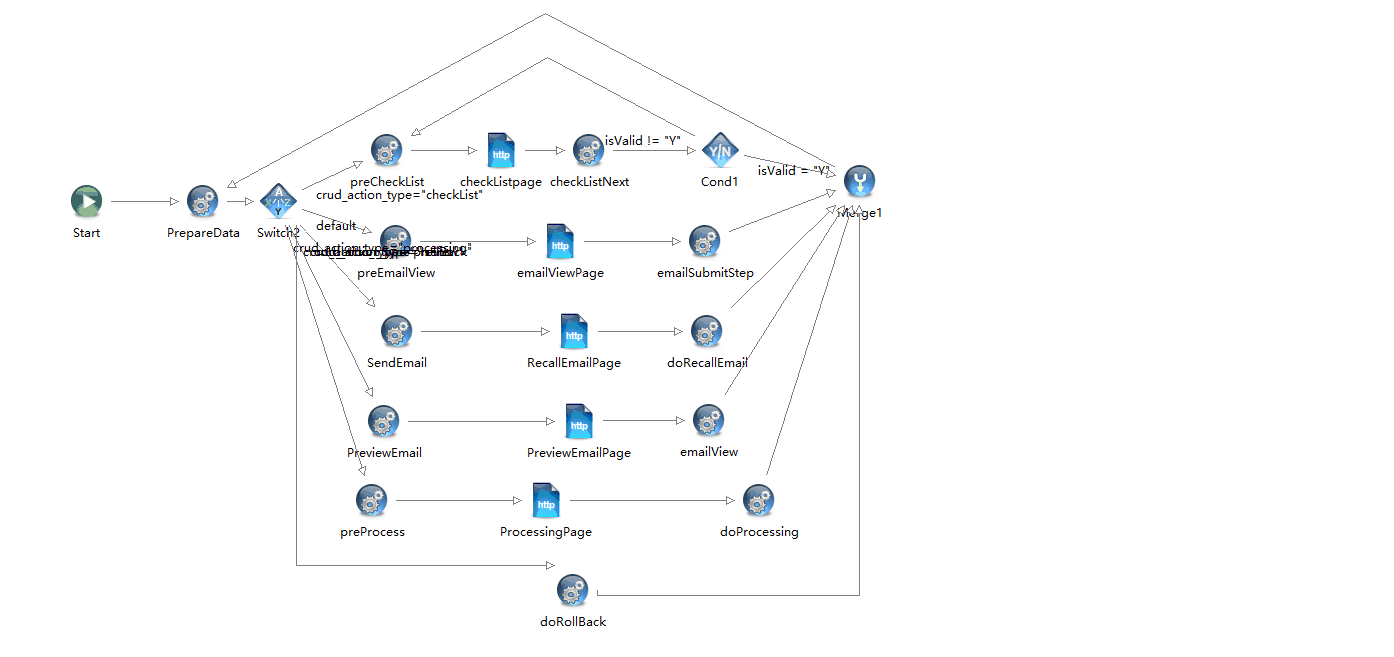 isValid != "Y"
http
Y/N
isValid = "Y"
preCheckList
checkListpage
checkListNext
Cond1
crud_action_type="checkList"
A
X
Z
Y
Merge1
Start
PrepareData
Switch2
default
http
crud_action_type="processing"
preEmailView
emailViewPage
emailSubmitStep
http
SendEmail
RecallEmailPage
doRecallEmail
http
PreviewEmail
PreviewEmailPage
emailView
http
preProcess
ProcessingPage
doProcessing
doRollBack